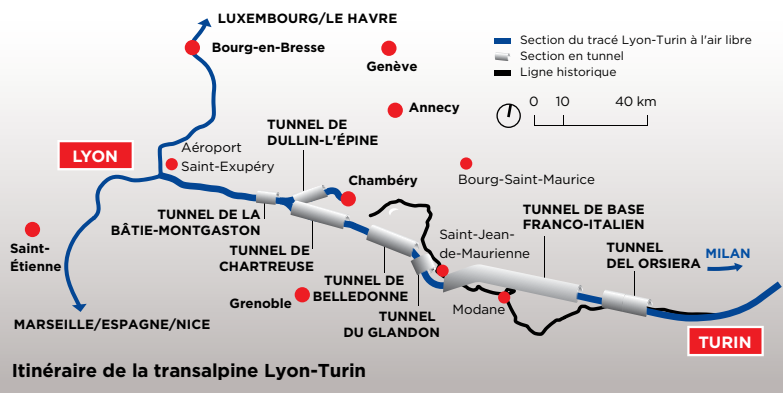 LUXEMBOURG/LE HAVRE
Bourg-en-Bresse
Genève
Section du tracé Lyon-Turin à l'air libre
Section en tunnel
Ligne historique
0 10 40 km
Annecy
TUNNEL DE
DULLIN-L'ÉPINE
LYON
Aéroport
Saint-Exupéry
Chambéry
Bourg-Saint-Maurice
TUNNEL DE LA
BÂTIE-MONTGASTON
TUNNEL DE BASE
FRANCO-ITALIEN
Saint-Jean-
de-Maurienne
Saint-
Étienne
TUNNEL DE
CHARTREUSE
TUNNEL
DEL ORSIERA
MILAN
TUNNEL DE
BELLEDONNE
Grenoble
Modane
TUNNEL
DU GLANDON
MARSEILLE/ESPAGNE/NICE
TURIN
Itinéraire de la transalpine Lyon-Turin